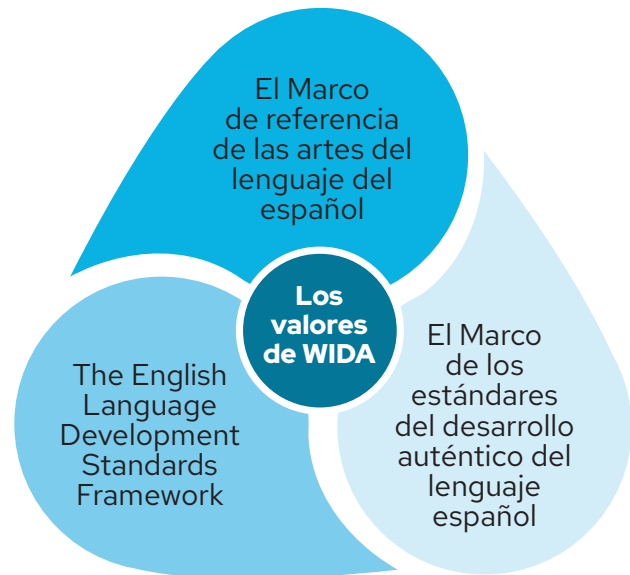 El Marco
de referencia
de las artes del
lenguaje del
español
Los
valores
de WIDA
The English
Language
Development
Standards
Framework
El Marco
de los
estándares
del desarrollo
auténtico del
lenguaje
español